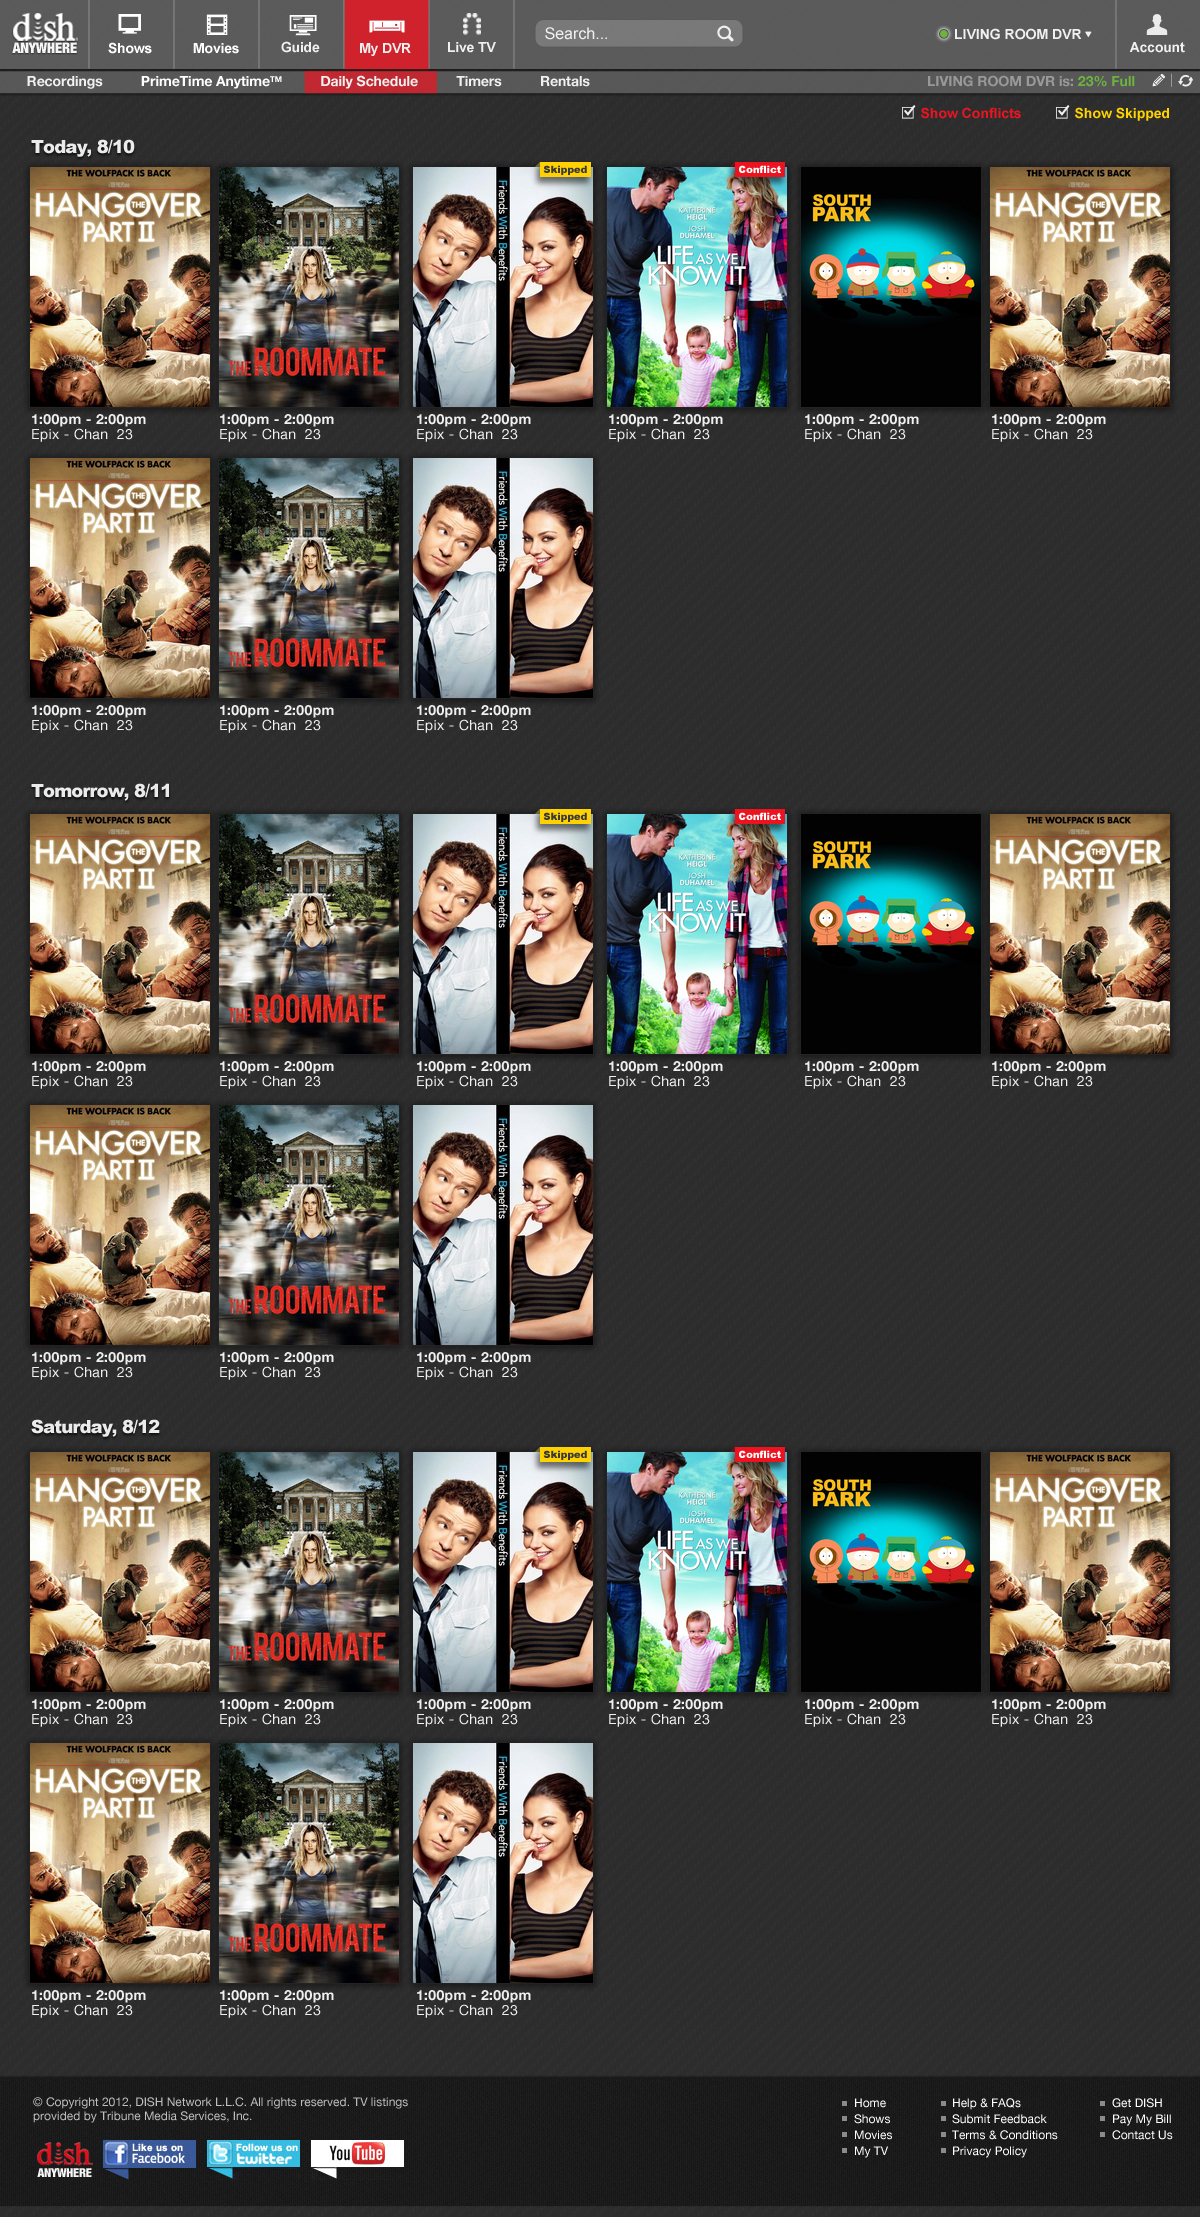 dish
ANYWHERE
Shows
Movies
Guide
My DVR
Live TV
Search...
LIVING ROOM DVR
Account
Recordings
PrimeTime Anytime™
Daily Schedule
Timers
Rentals
LIVING ROOM DVR is: 23% Full
Show Conflicts
Show Skipped
Today, 8/10
THE WOLFPACK IS BACK
THE
HANGOVER
PART II
THE ROOMMATE
Skipped
Friends With Benefits
Conflict
KATHERINE
HEIGL
JOSH
DUHAMEL
LIFE AS WE
KNOW IT
SOUTH
PARK
THE WOLFPACK IS BACK
THE
HANGOVER
PART II
1:00pm - 2:00pm
Epix - Chan 23
1:00pm - 2:00pm
Epix - Chan 23
1:00pm - 2:00pm
Epix - Chan 23
1:00pm - 2:00pm
Epix - Chan 23
1:00pm - 2:00pm
Epix - Chan 23
1:00pm - 2:00pm
Epix - Chan 23
THE WOLFPACK IS BACK
THE
HANGOVER
PART II
THE ROOMMATE
Friends With Benefits
1:00pm - 2:00pm
Epix - Chan 23
1:00pm - 2:00pm
Epix - Chan 23
1:00pm - 2:00pm
Epix - Chan 23
Tomorrow, 8/11
THE WOLFPACK IS BACK
THE
HANGOVER
PART II
THE ROOMMATE
Skipped
Friends With Benefits
Conflict
KATHERINE
HEIGL
JOSH
DUHAMEL
LIFE AS WE
KNOW IT
SOUTH
PARK
THE WOLFPACK IS BACK
THE
HANGOVER
PART II
1:00pm - 2:00pm
Epix - Chan 23
1:00pm - 2:00pm
Epix - Chan 23
1:00pm - 2:00pm
Epix - Chan 23
1:00pm - 2:00pm
Epix - Chan 23
1:00pm - 2:00pm
Epix - Chan 23
1:00pm - 2:00pm
Epix - Chan 23
THE WOLFPACK IS BACK
THE
HANGOVER
PART II
THE ROOMMATE
Friends With Benefits
1:00pm - 2:00pm
Epix - Chan 23
1:00pm - 2:00pm
Epix - Chan 23
1:00pm - 2:00pm
Epix - Chan 23
Saturday, 8/12
THE WOLFPACK IS BACK
THE
HANGOVER
PART II
THE ROOMMATE
Skipped
Friends With Benefits
Conflict
KATHERINE
HEIGL
JOSH
DUHAMEL
LIFE AS WE
KNOW IT
SOUTH
PARK
THE WOLFPACK IS BACK
THE
HANGOVER
PART II
1:00pm - 2:00pm
Epix - Chan 23
1:00pm - 2:00pm
Epix - Chan 23
1:00pm - 2:00pm
Epix - Chan 23
1:00pm - 2:00pm
Epix - Chan 23
1:00pm - 2:00pm
Epix - Chan 23
1:00pm - 2:00pm
Epix - Chan 23
THE WOLFPACK IS BACK
THE
HANGOVER
PART II
THE ROOMMATE
Friends With Benefits
1:00pm - 2:00pm
Epix - Chan 23
1:00pm - 2:00pm
Epix - Chan 23
1:00pm - 2:00pm
Epix - Chan 23
© Copyright 2012, DISH Network L.L.C. All rights reserved. TV listings
provided by Tribune Media Services, Inc.
dish
ANYWHERE
Like us on
Facebook
Follow us on
twitter
YouTube
Home
Shows
Movies
My TV
Help & FAQs
Submit Feedback
Terms & Conditions
Privacy Policy
Get DISH
Pay My Bill
Contact Us